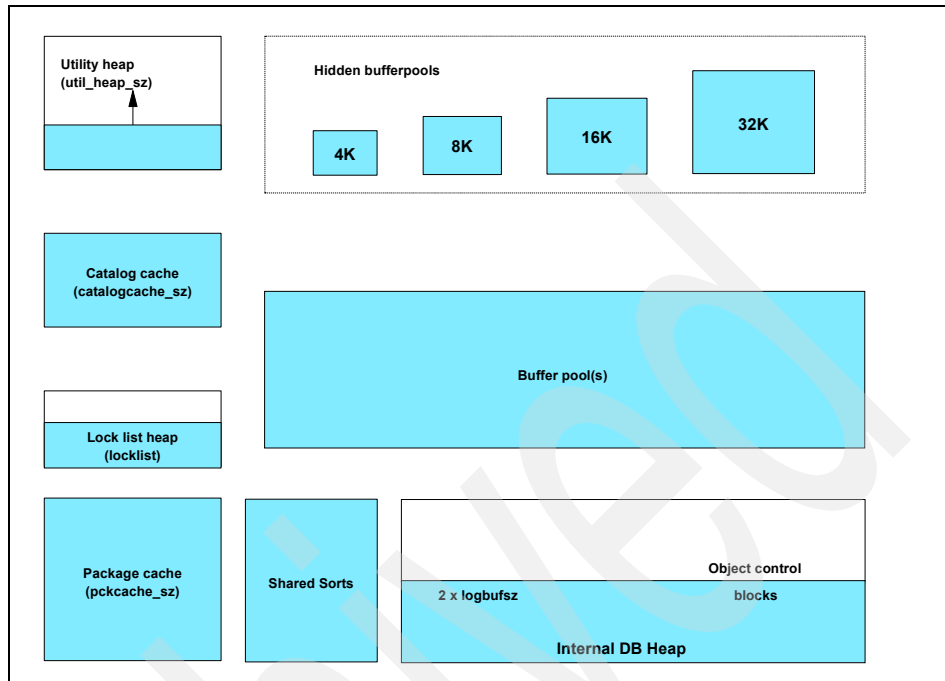 Utility heap
(util_heap_sz)
Hidden bufferpools
4K
8K
16K
32K
Catalog cache
(catalogcache_sz)
Buffer pool(s)
Lock list heap
(locklist)
Package cache
(pckcache_sz)
Shared Sorts
Object control
2 x logbufsz
blocks
Internal DB Heap